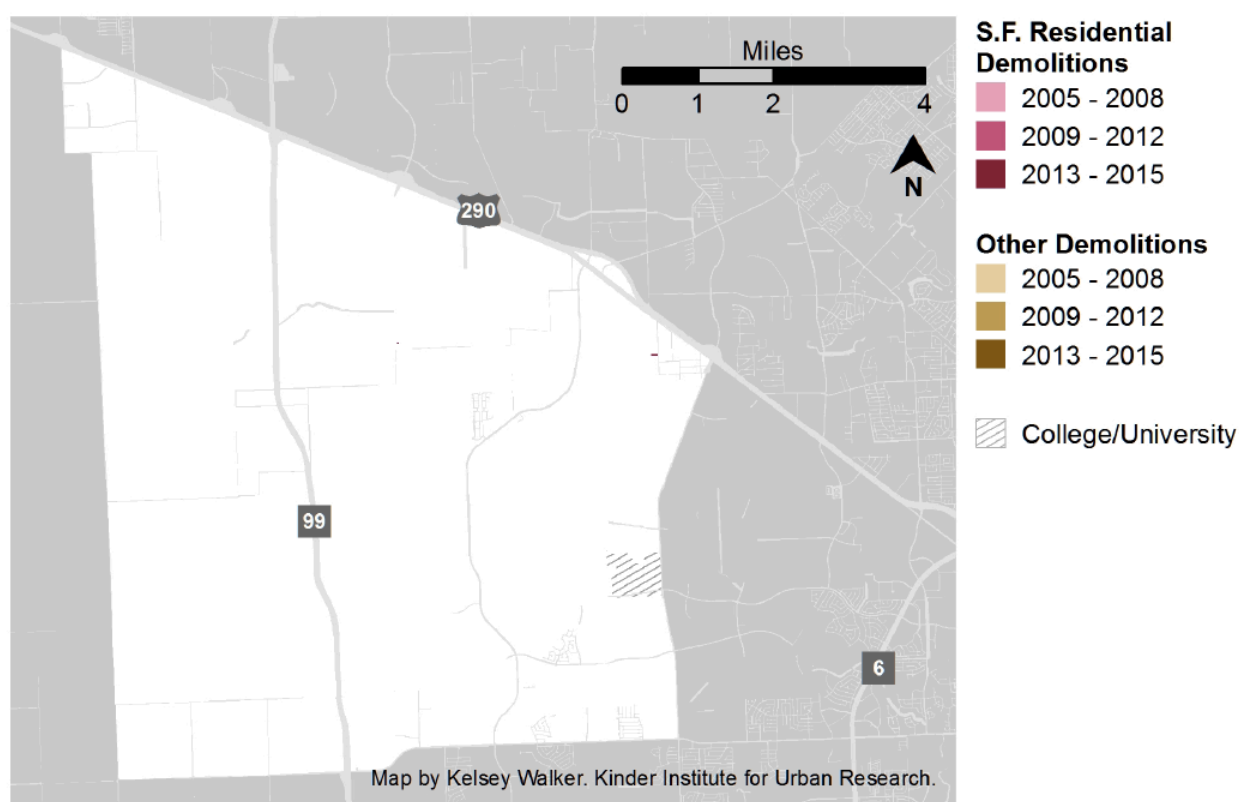 Miles
0 1 2 4
N
290
99
6
Map by Kelsey Walker. Kinder Institute for Urban Research.
S.F. Residential
Demolitions
2005 - 2008
2009 - 2012
2013 - 2015
Other Demolitions
2005 - 2008
2009 - 2012
2013 - 2015
College/University